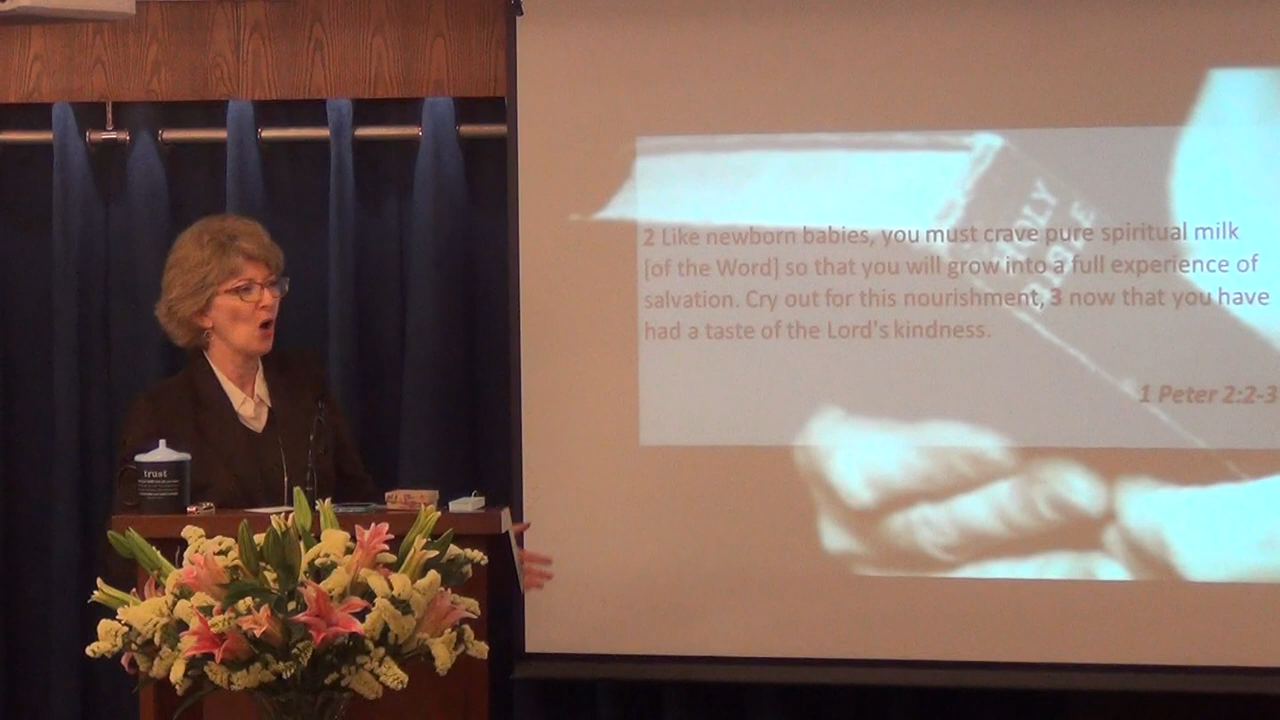 HOLY
BIBLE
2 Like newborn babies, you must crave pure spiritual milk
[of the Word] so that you will grow into a full experience of
salvation. Cry out for this nourishment, 3 now that you have
had a taste of the Lord's kindness.
1 Peter 2:2-3
trust